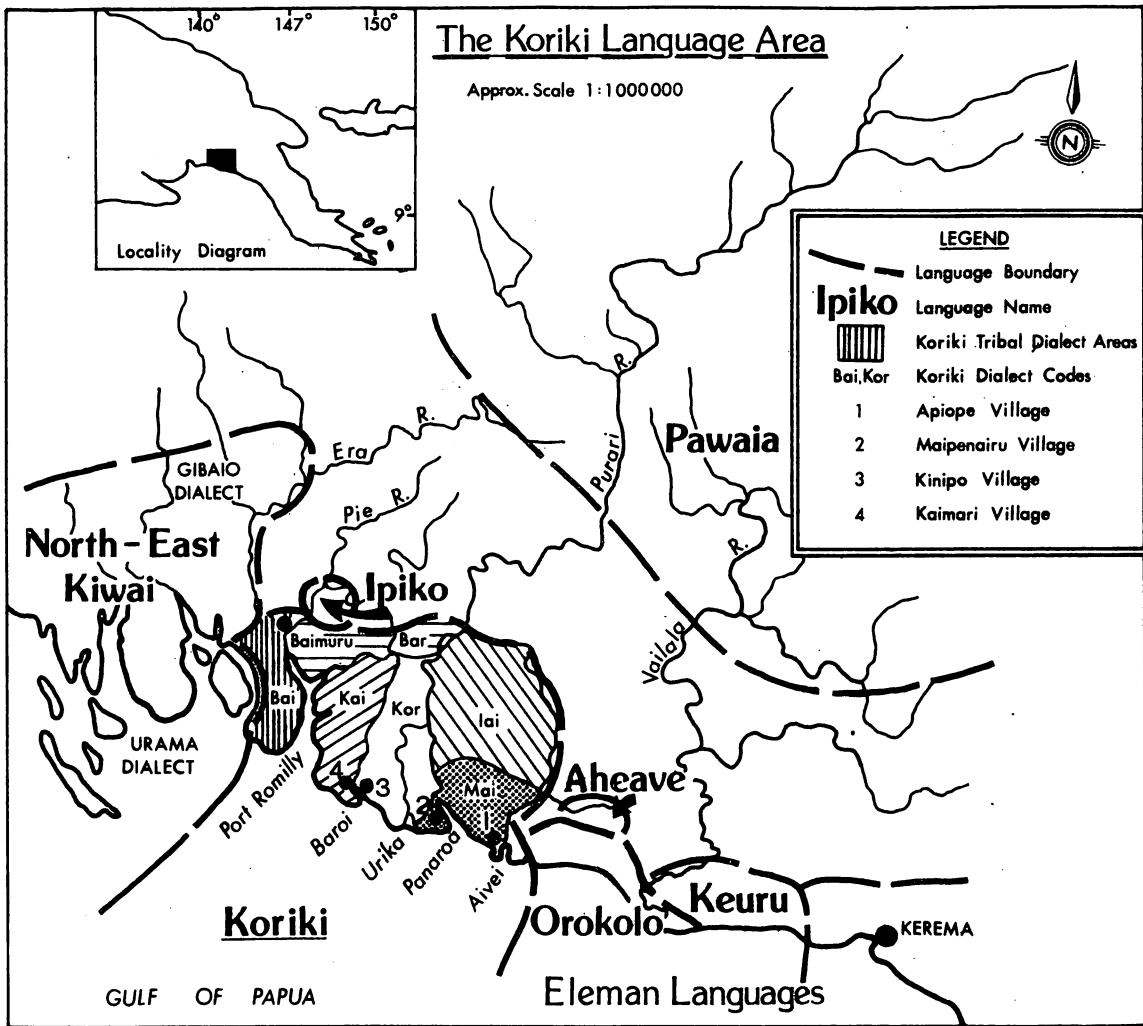 The Koriki Language Area
Approx. Scale 1:1000000
140°
147°
150°
9°
Locality Diagram
N
LEGEND
Language Boundary
Ipiko Language Name
Koriki Tribal Dialect Areas
Bai,Kor Koriki Dialect Codes
1 Apiope Village
2 Maipenairu Village
3 Kinipo Village
4 Kaimari Village
R.
Era R.
Purari
Pawaia
GIBAIO
DIALECT
Pie R.
R.
North-East
Kiwai
Ipiko
Baimuru
Bar
Vailala
Bai
Kai
Kor
Iai
URAMA
DIALECT
Port Romilly
4
3
Mai
2
1
Aheave
Baroi
Urika
Panaroa
Aivei
Koriki
Orokolo
Keuru
KEREMA
GULF OF PAPUA
Eleman Languages